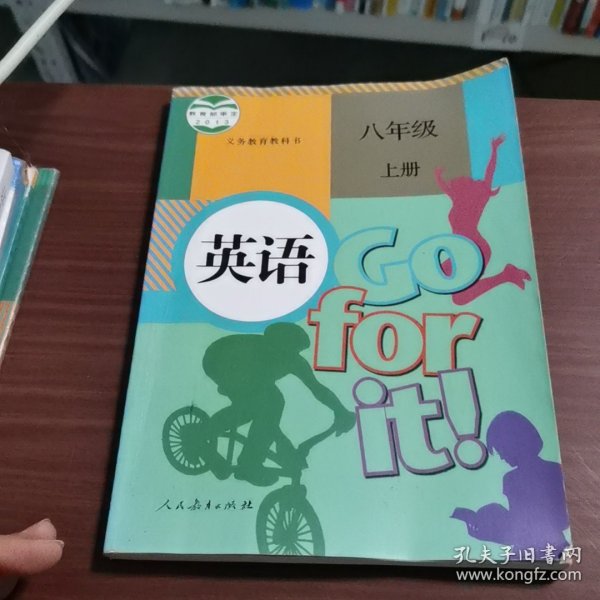 教育部审定
2013
义务教育教科书
八年级
上册
英语
Go
for
it!
人民教育出版社
孔夫子旧书网
www.kongfz.com